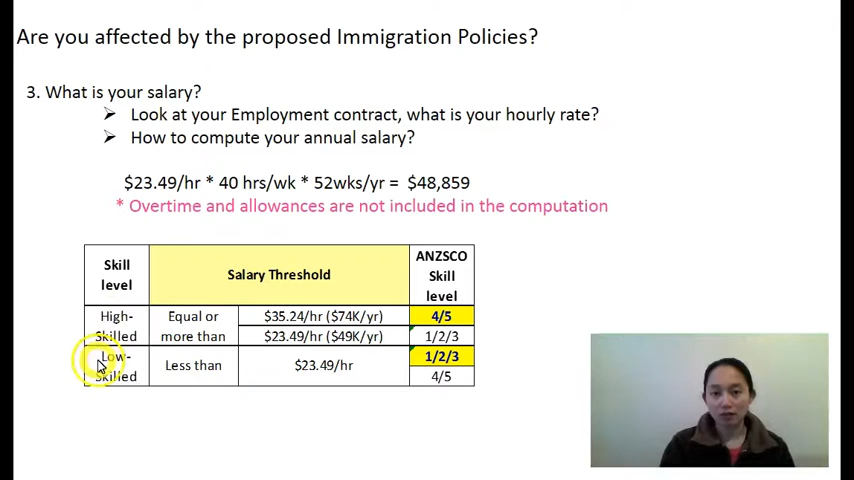 Are you affected by the proposed Immigration Policies?
3. What is your salary?
➢ Look at your Employment contract, what is your hourly rate?
➢ How to compute your annual salary?
$23.49/hr * 40 hrs/wk * 52wks/yr = $48,859
* Overtime and allowances are not included in the computation
Skill level Salary Threshold ANZSCO Skill level
High-Skilled Equal or more than $35.24/hr ($74K/yr) 4/5
$23.49/hr ($49K/yr) 1/2/3
Low-Skilled Less than $23.49/hr 1/2/3
4/5